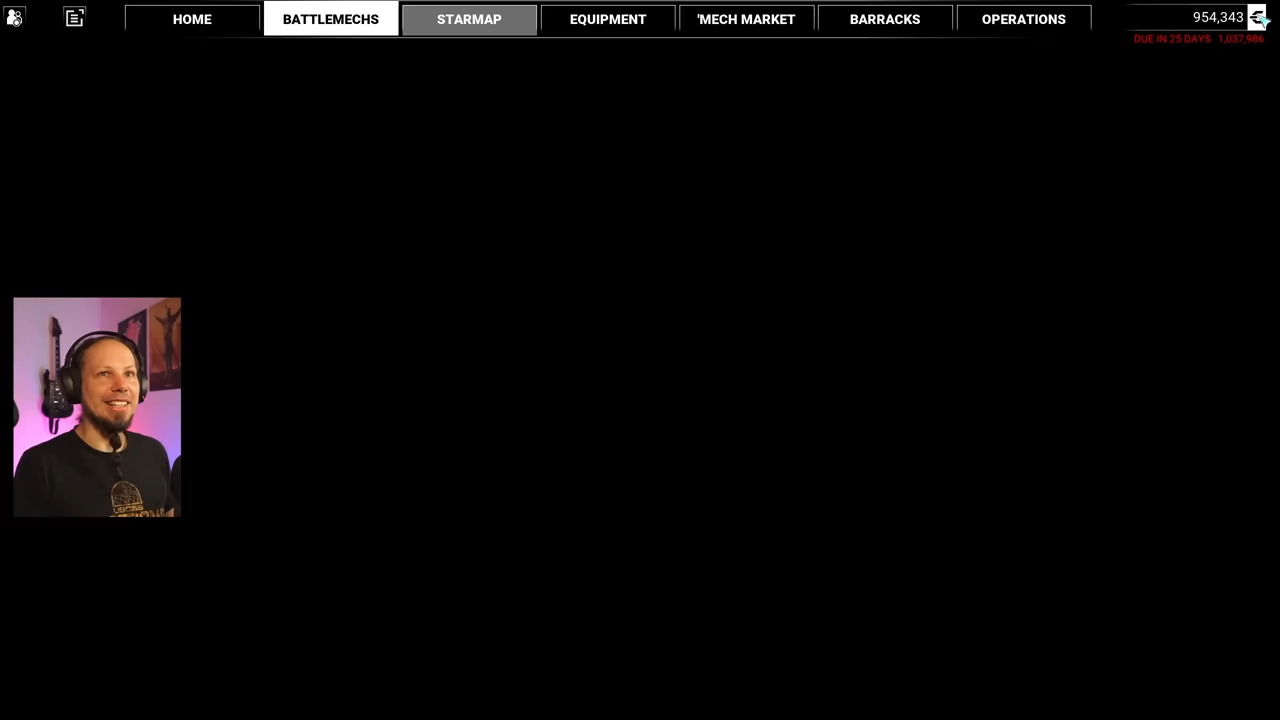 HOME
BATTLEMECHS
STARMAP
EQUIPMENT
'MECH MARKET
BARRACKS
OPERATIONS
954,343
DUE IN 25 DAYS 1,037,986